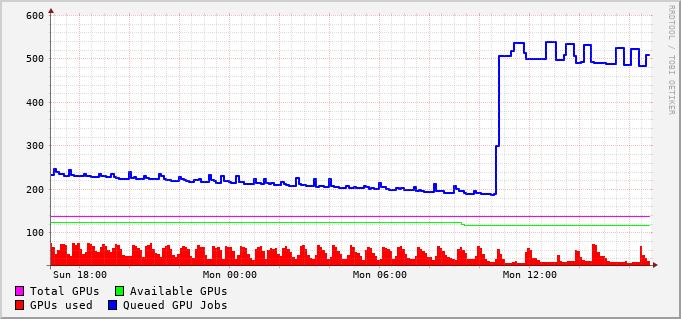 600
500
400
300
200
100
Sun 18:00 Mon 00:00 Mon 06:00 Mon 12:00
Total GPUs Available GPUs
GPUs used Queued GPU Jobs
RRDTOOL / TOBI OETIKER